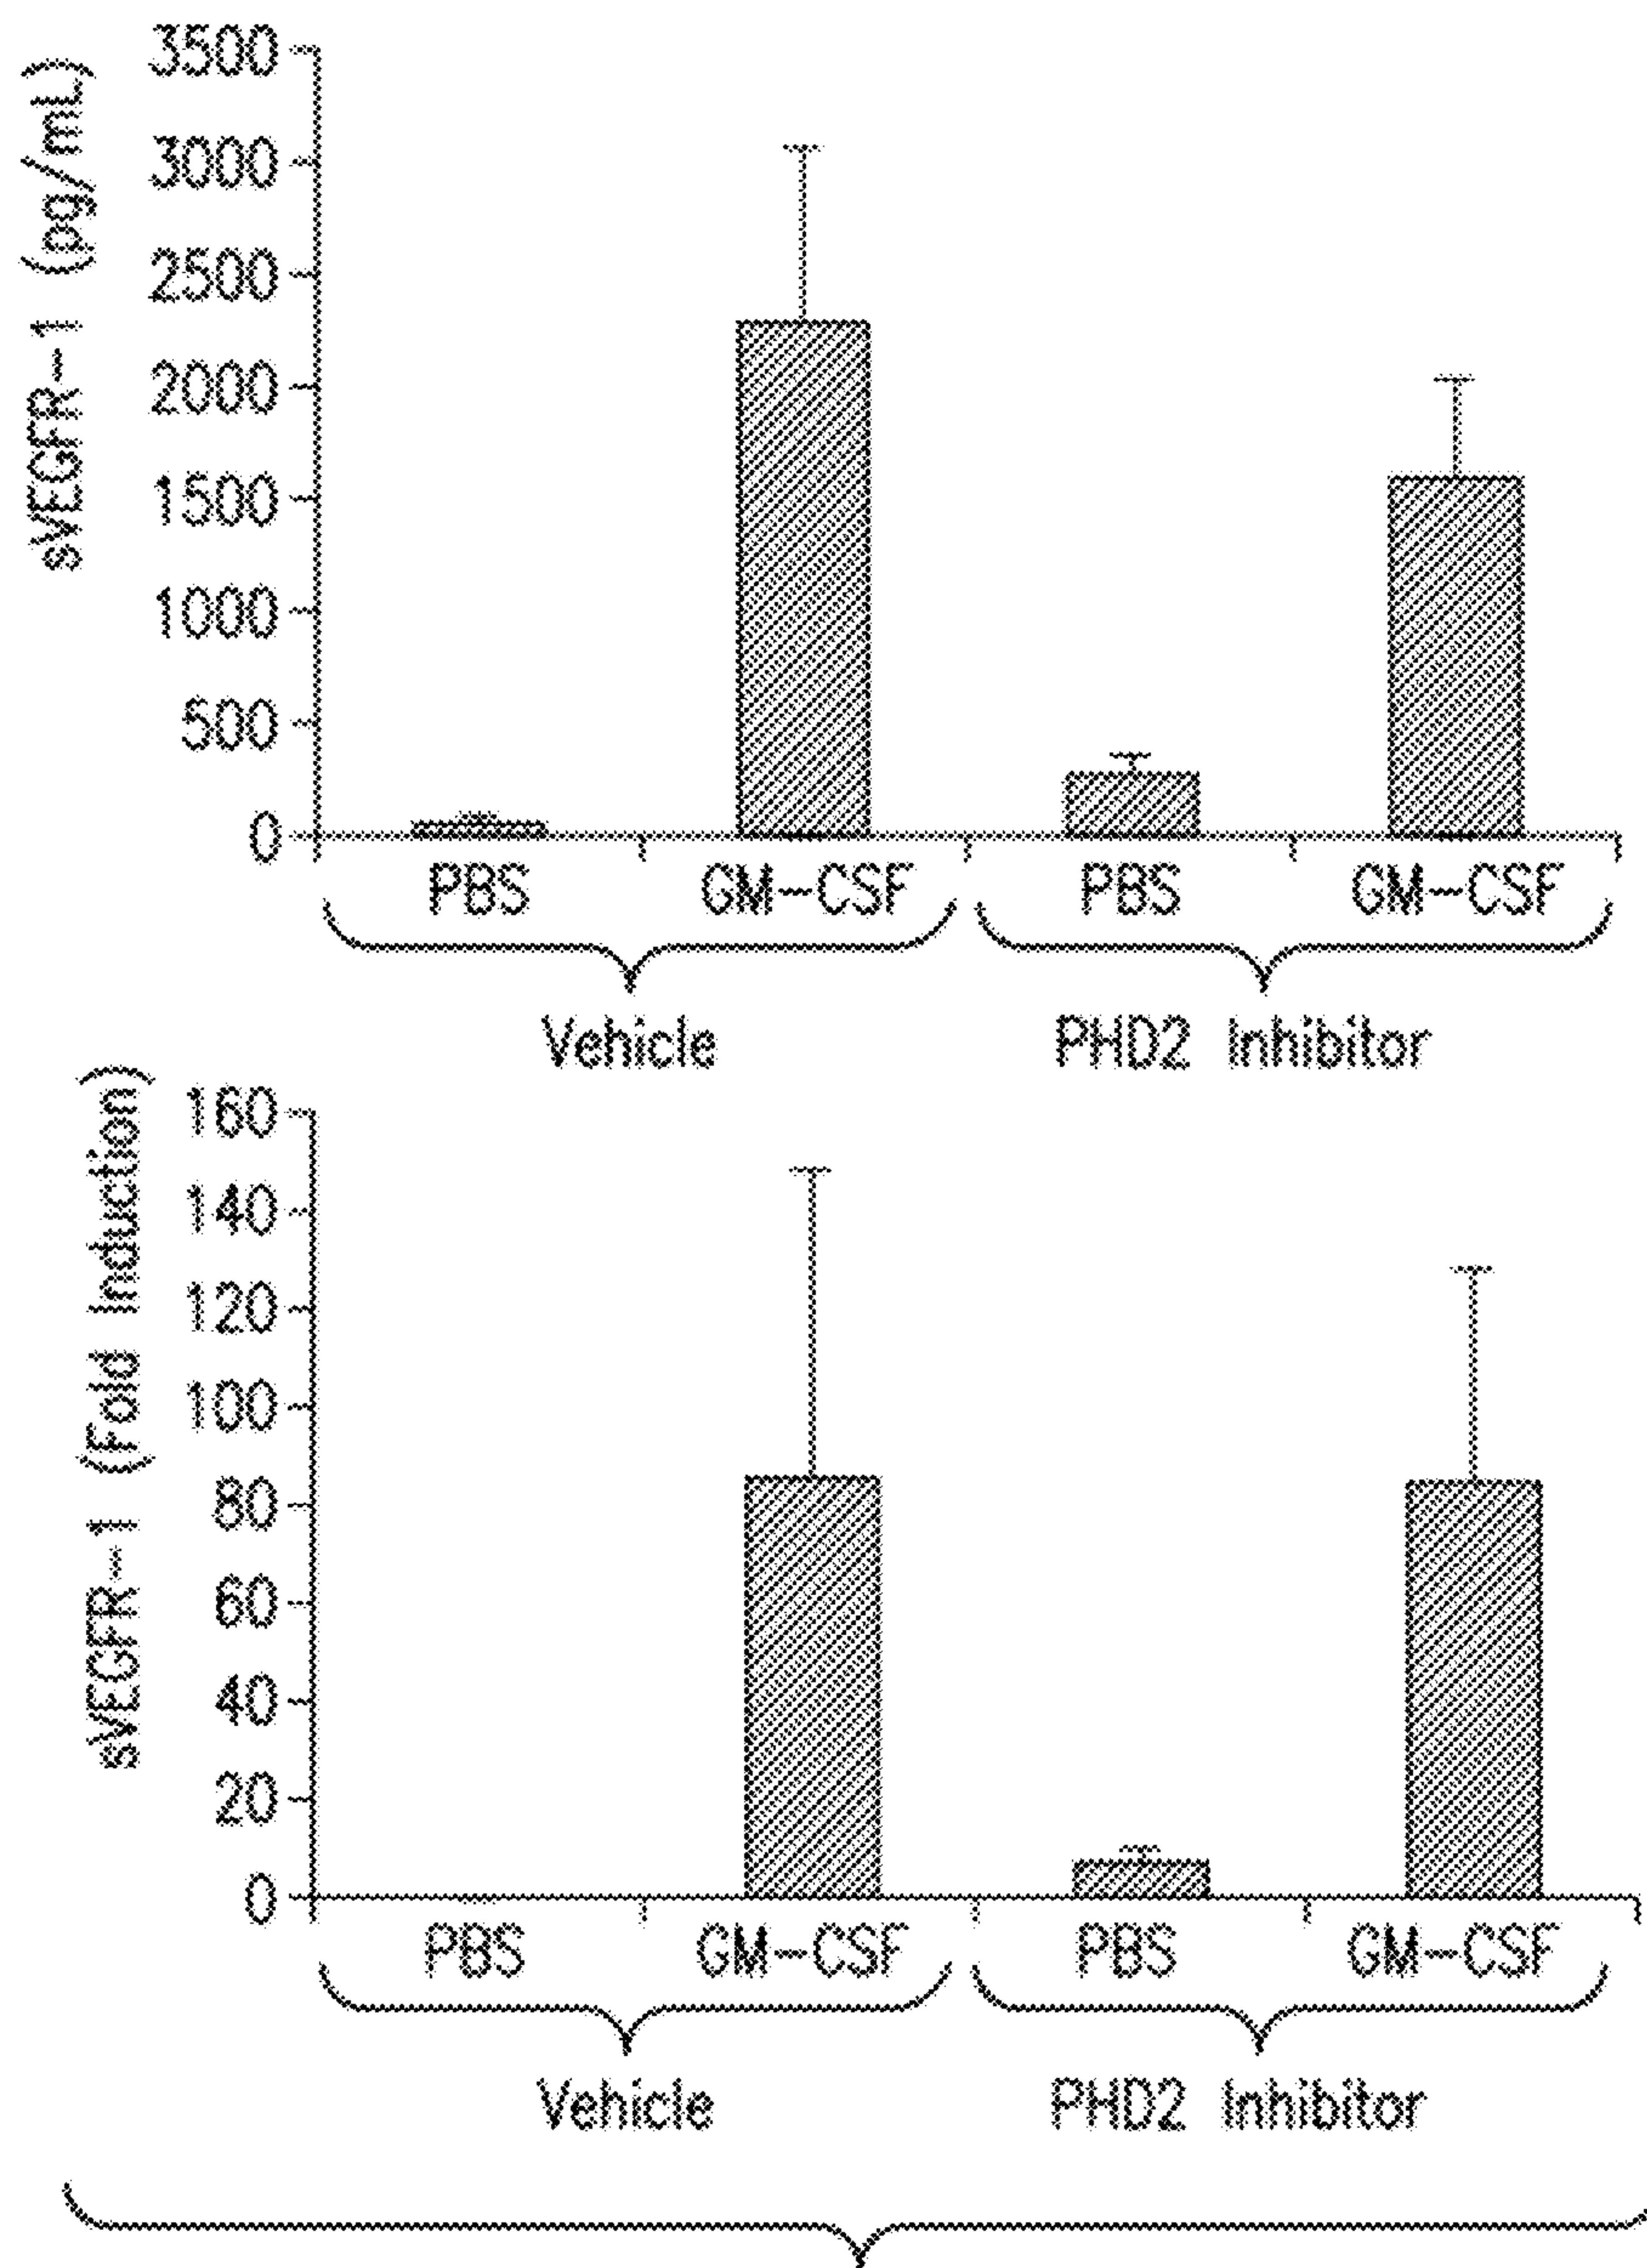 sVEGFR-1 (pg/mL)
3500
3000
2500
2000
1500
1000
500
0
PBS GM-CSF PBS GM-CSF
Vehicle PHD2 Inhibitor
sVEGFR-1 (Fold Induction)
160
140
120
100
80
60
40
20
0
PBS GM-CSF PBS GM-CSF
Vehicle PHD2 Inhibitor